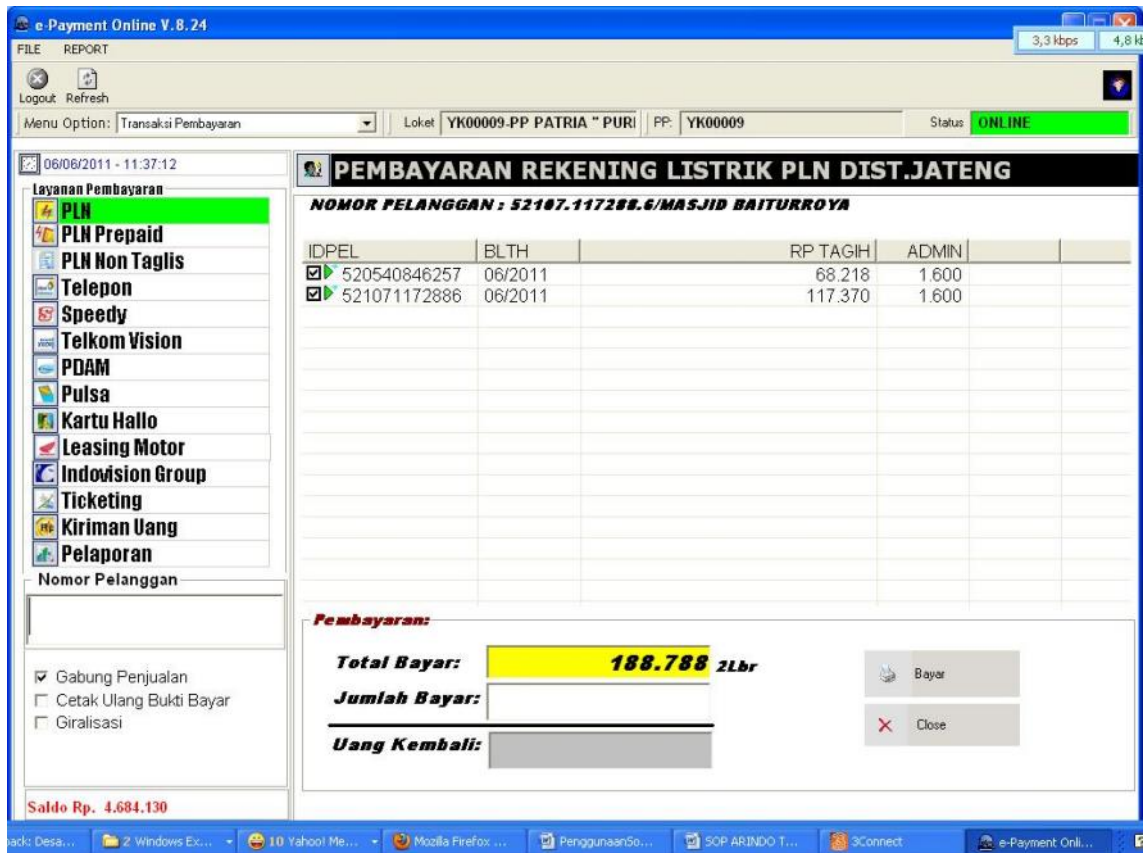 e-Payment Online V.8.24
3,3 kbps
FILE REPORT
Logout Refresh
Menu Option: Transaksi Pembayaran Loket YK00009-PP PATRIA " PURI PP: YK00009 Status ONLINE
06/06/2011 - 11:37:12
Layanan Pembayaran
PLN
PLN Prepaid
PLN Non Taglis
Telepon
Speedy
Telkom Vision
PDAM
Pulsa
Kartu Hallo
Leasing Motor
Indovision Group
Ticketing
Kiriman Uang
Pelaporan
Nomor Pelanggan
Gabung Penjualan
Cetak Ulang Bukti Bayar
Giralisasi
Saldo Rp. 4.684.130
PEMBAYARAN REKENING LISTRIK PLN DIST.JATENG
NOMOR PELANGGAN : 52107.117288.6/MASJID BAITURROYA
IDPEL BLTH RP TAGIH ADMIN
520540846257 06/2011 68.218 1.600
521071172886 06/2011 117.370 1.600
Pembayaran:
Total Bayar: 188.788 2Lbr
Jumlah Bayar:
Uang Kembali:
Bayar
Close
pack: Desa... 2 Windows Ex... 10 Yahoo! Me... Mozilla Firefox ... PenggunaanSo... SOP ARINDO T... 3Connect e-Payment Onli...